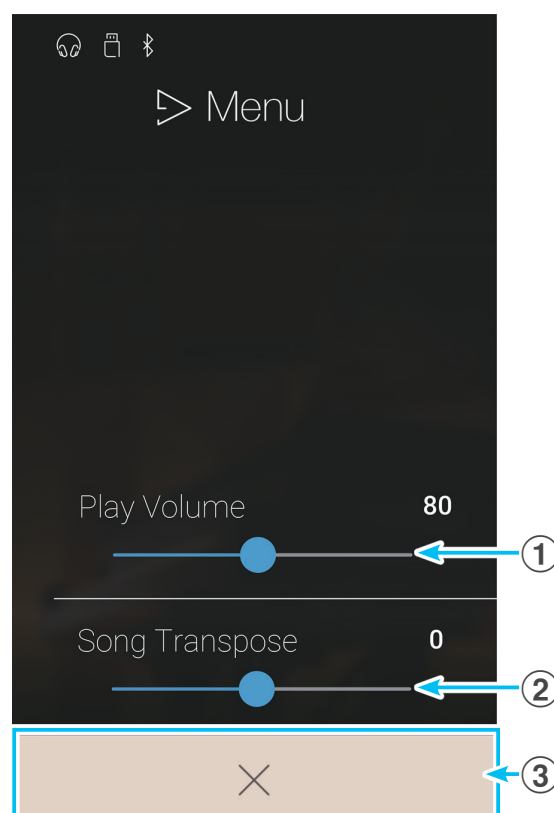 Menu
Play Volume 80
①
Song Transpose 0
②
③